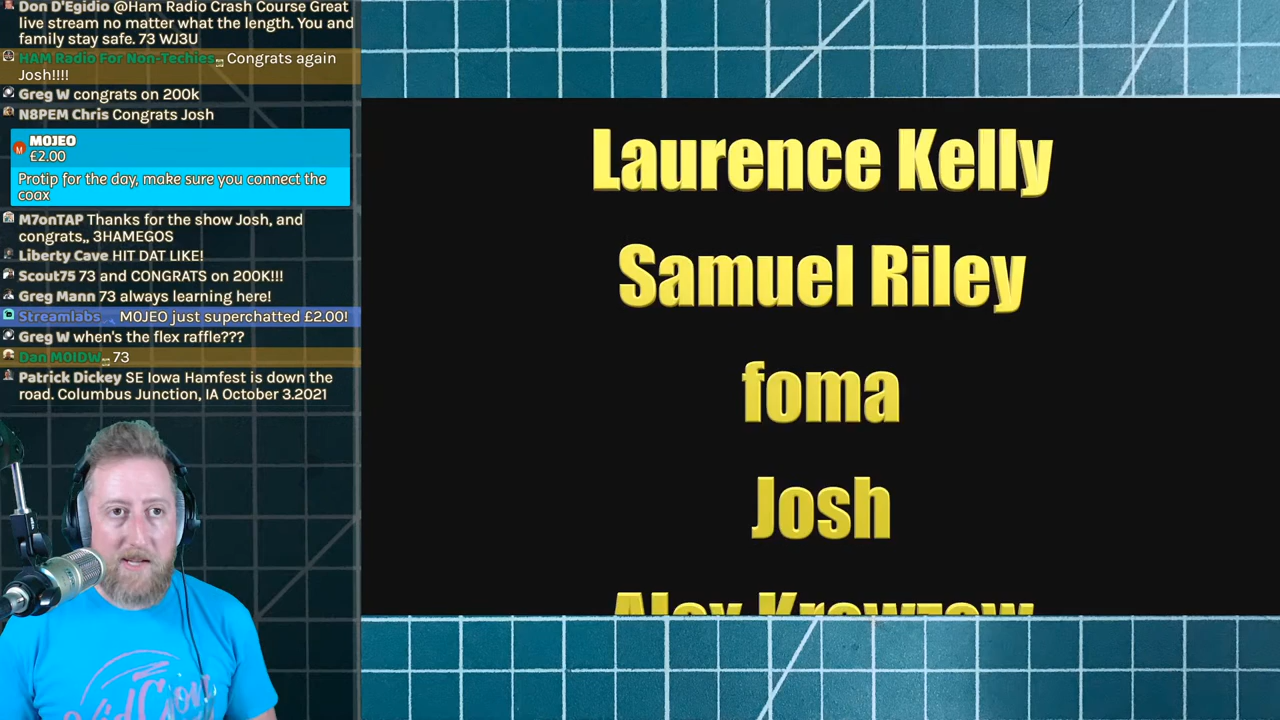 Don D'Egidio @Ham Radio Crash Course Great
live stream no matter what the length. You and
family stay safe. 73 WJ3U
HAM Radio For Non-Techies Congrats again
Josh!!!!
Greg W congrats on 200k
N8PEM Chris Congrats Josh
M0JEO
£2.00
Protip for the day, make sure you connect the
coax
M7onTAP Thanks for the show Josh, and
congrats,, 3HAMEGOS
Liberty Cave HIT DAT LIKE!
Scout75 73 and CONGRATS on 200K!!!
Greg Mann 73 always learning here!
Streamlabs M0JEO just superchatted £2.00!
Greg W when's the flex raffle???
Dan M0IDW 73
Patrick Dickey SE Iowa Hamfest is down the
road. Columbus Junction, IA October 3.2021
Laurence Kelly
Samuel Riley
foma
Josh